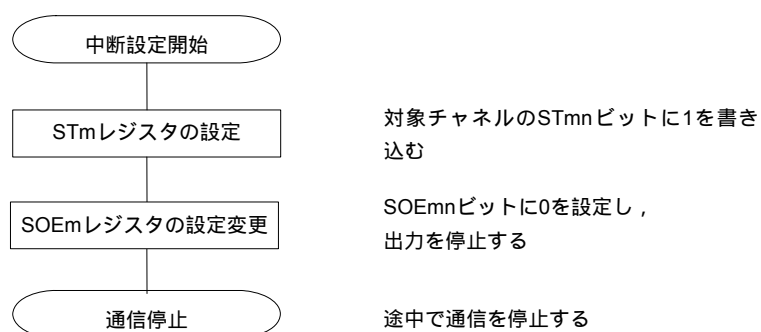 中断設定開始
STmレジスタの設定
対象チャネルのSTmnビットに1を書き
込む
SOEmレジスタの設定変更
SOEmnビットに0を設定し，
出力を停止する
通信停止
途中で通信を停止する